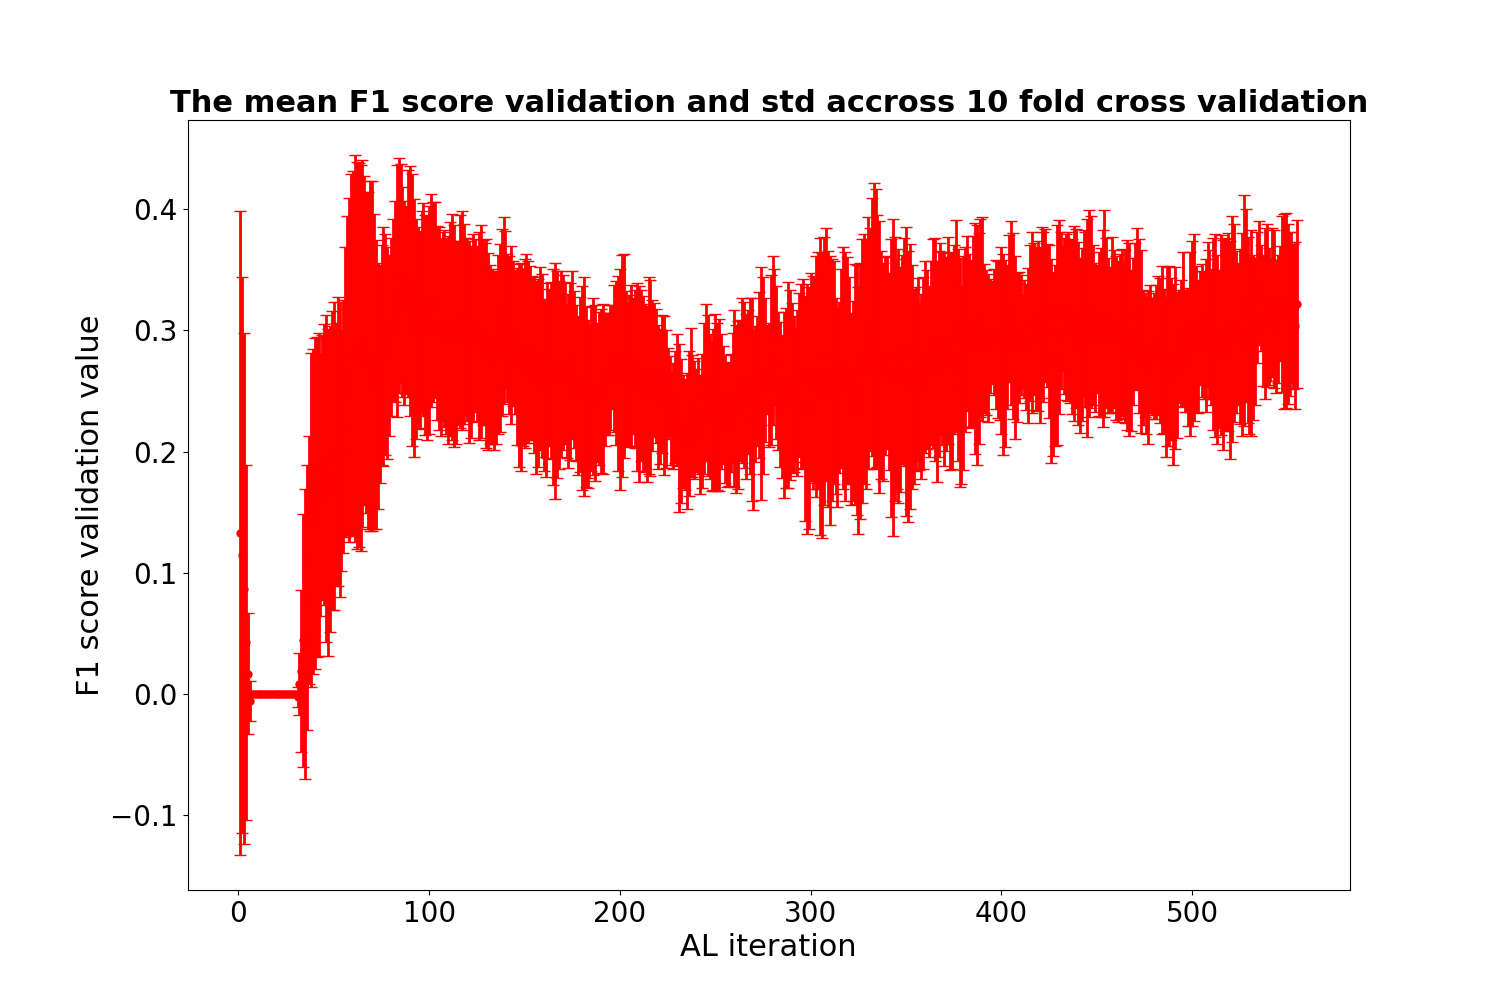 The mean F1 score validation and std accross 10 fold cross validation
F1 score validation value
0.4
0.3
0.2
0.1
0.0
−0.1
0 100 200 300 400 500
AL iteration